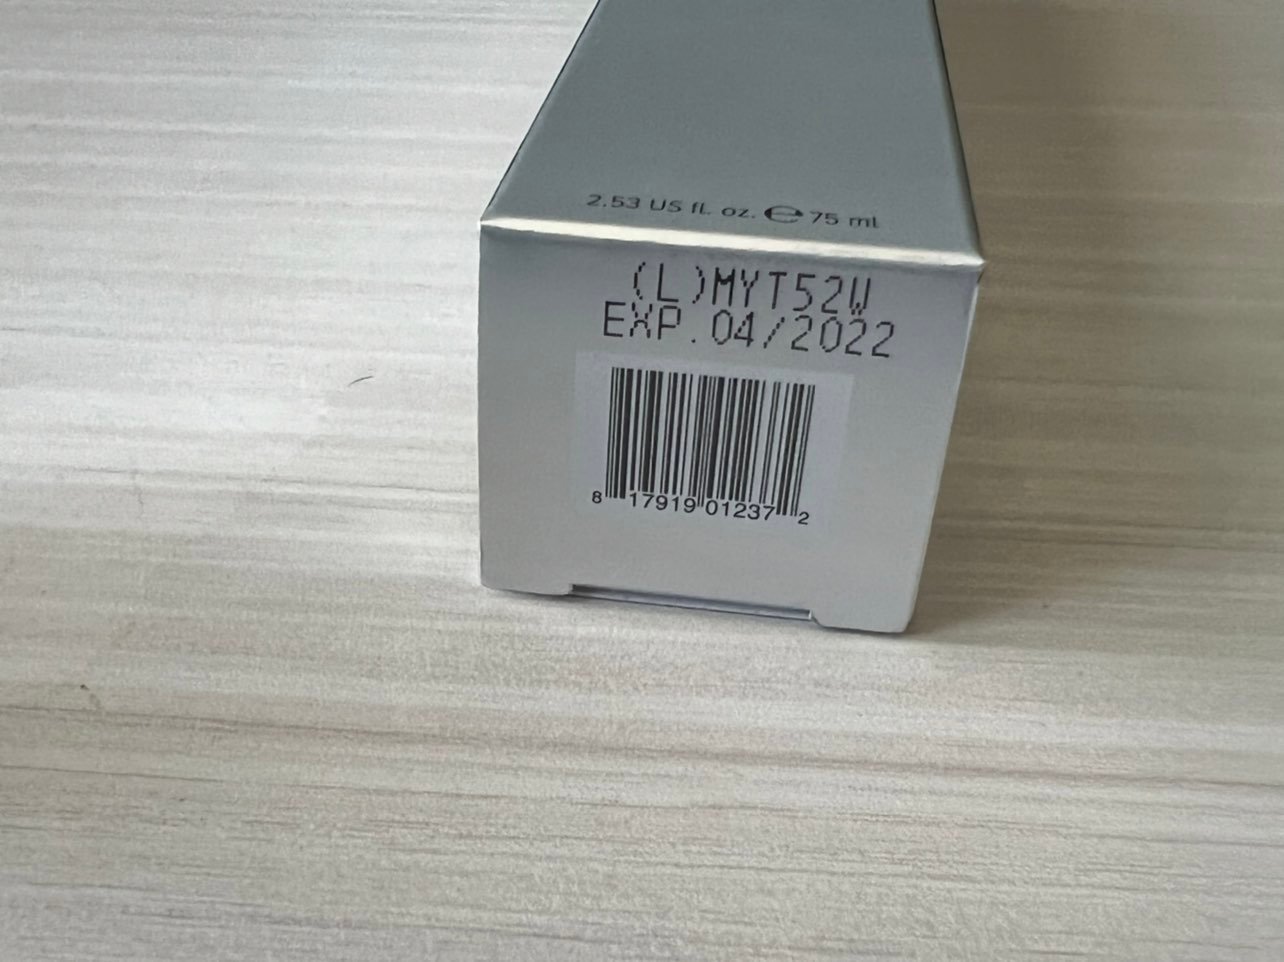 2.53 US fl. oz. ℮ 75 ml
(L)MYT52W
EXP.04/2022
8 17919 01237 2